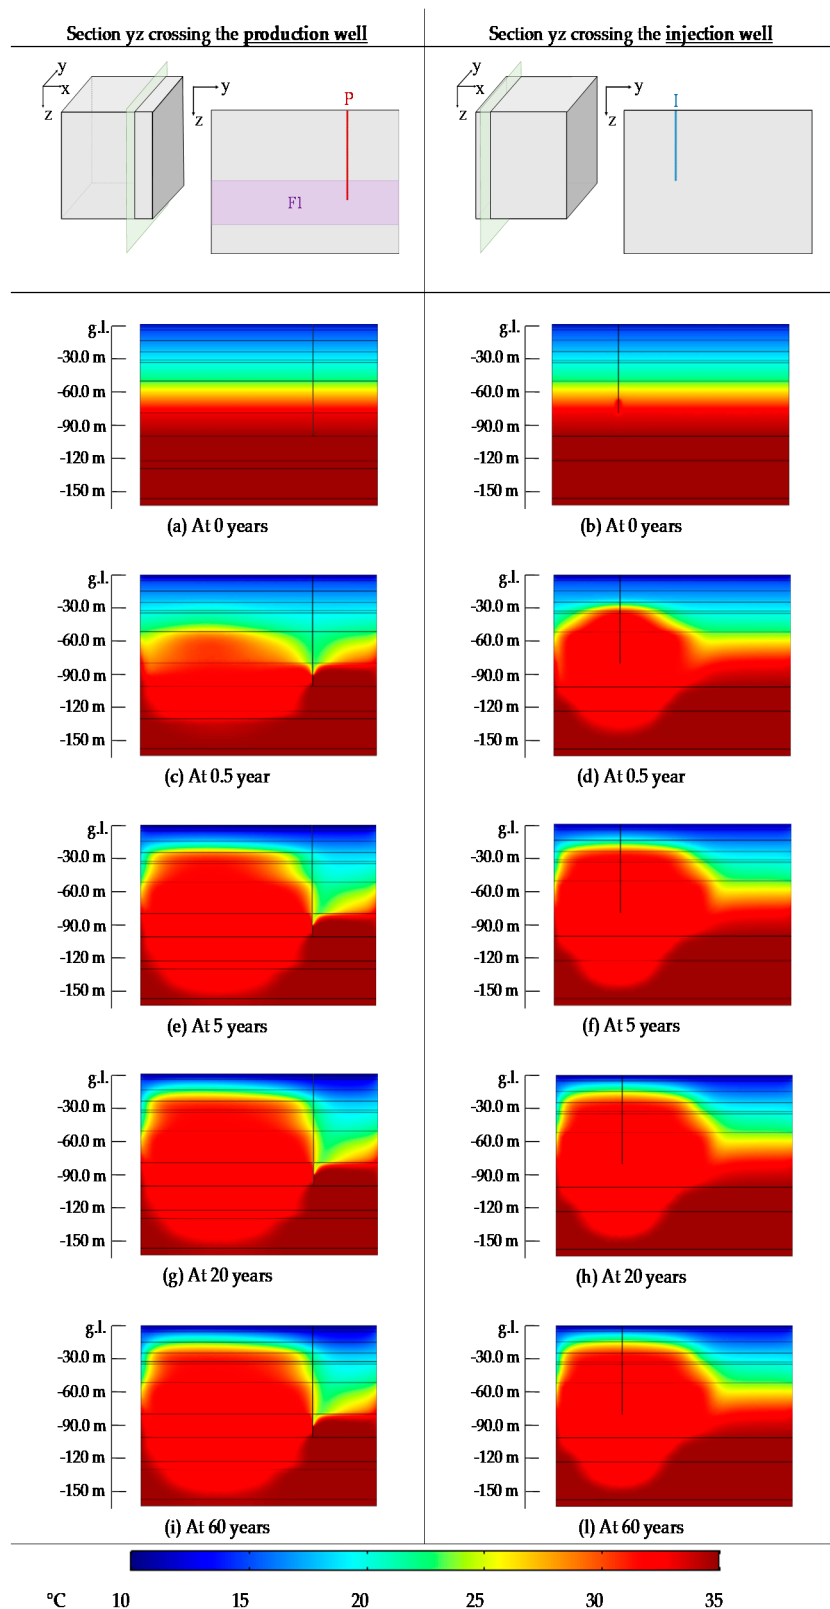 Section yz crossing the production well
Section yz crossing the injection well
y
x
z
y
z
P
F1
y
x
z
y
z
I
g.l.
-30.0 m
-60.0 m
-90.0 m
-120 m
-150 m
(a) At 0 years
g.l.
-30.0 m
-60.0 m
-90.0 m
-120 m
-150 m
(b) At 0 years
g.l.
-30.0 m
-60.0 m
-90.0 m
-120 m
-150 m
(c) At 0.5 year
g.l.
-30.0 m
-60.0 m
-90.0 m
-120 m
-150 m
(d) At 0.5 year
g.l.
-30.0 m
-60.0 m
-90.0 m
-120 m
-150 m
(e) At 5 years
g.l.
-30.0 m
-60.0 m
-90.0 m
-120 m
-150 m
(f) At 5 years
g.l.
-30.0 m
-60.0 m
-90.0 m
-120 m
-150 m
(g) At 20 years
g.l.
-30.0 m
-60.0 m
-90.0 m
-120 m
-150 m
(h) At 20 years
g.l.
-30.0 m
-60.0 m
-90.0 m
-120 m
-150 m
(i) At 60 years
g.l.
-30.0 m
-60.0 m
-90.0 m
-120 m
-150 m
(l) At 60 years
°C 10 15 20 25 30 35